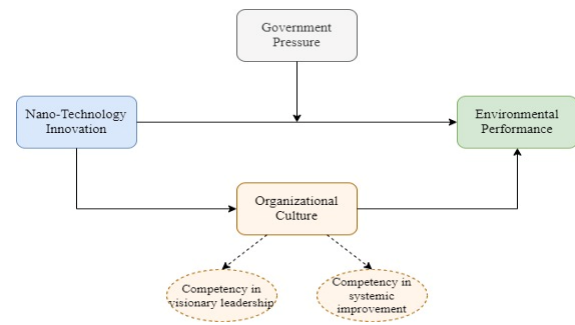 Government
Pressure
Nano-Technology
Innovation
Environmental
Performance
Organizational
Culture
Competency in
visionary leadership
Competency in
systemic
improvement